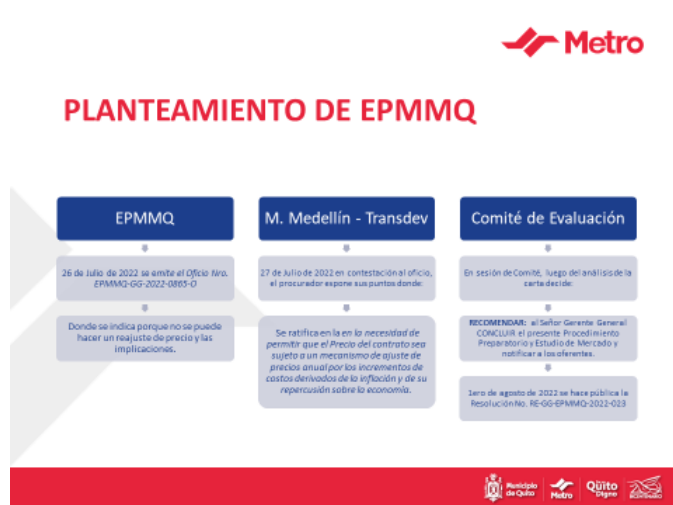 Metro
PLANTEAMIENTO DE EPMMQ
EPMMQ
26 de Julio de 2022 se emite el Oficio Nro.
EPMMQ-GG-2022-0865-O
Donde se indica porque no se puede
hacer un reajuste de precio y las
implicaciones.
M. Medellín - Transdev
27 de Julio de 2022 en contestación al oficio,
el procurador expone sus puntos donde:
Se ratifica en la en la necesidad de
permitir que el Precio del contrato sea
sujeto a un mecanismo de ajuste de
precios anual por los incrementos de
costos derivados de la inflación y de su
repercusión sobre la economía.
Comité de Evaluación
En sesión de Comité, luego del análisis de la
carta decide:
RECOMENDAR: al Señor Gerente General
CONCLUIR el presente Procedimiento
Preparatorio y Estudio de Mercado y
notificar a los oferentes.
1ero de agosto de 2022 se hace pública la
Resolución No. RE-GG-EPMMQ-2022-023
Municipio
de Quito
Metro
Quito
Digno
BICENTENARIO